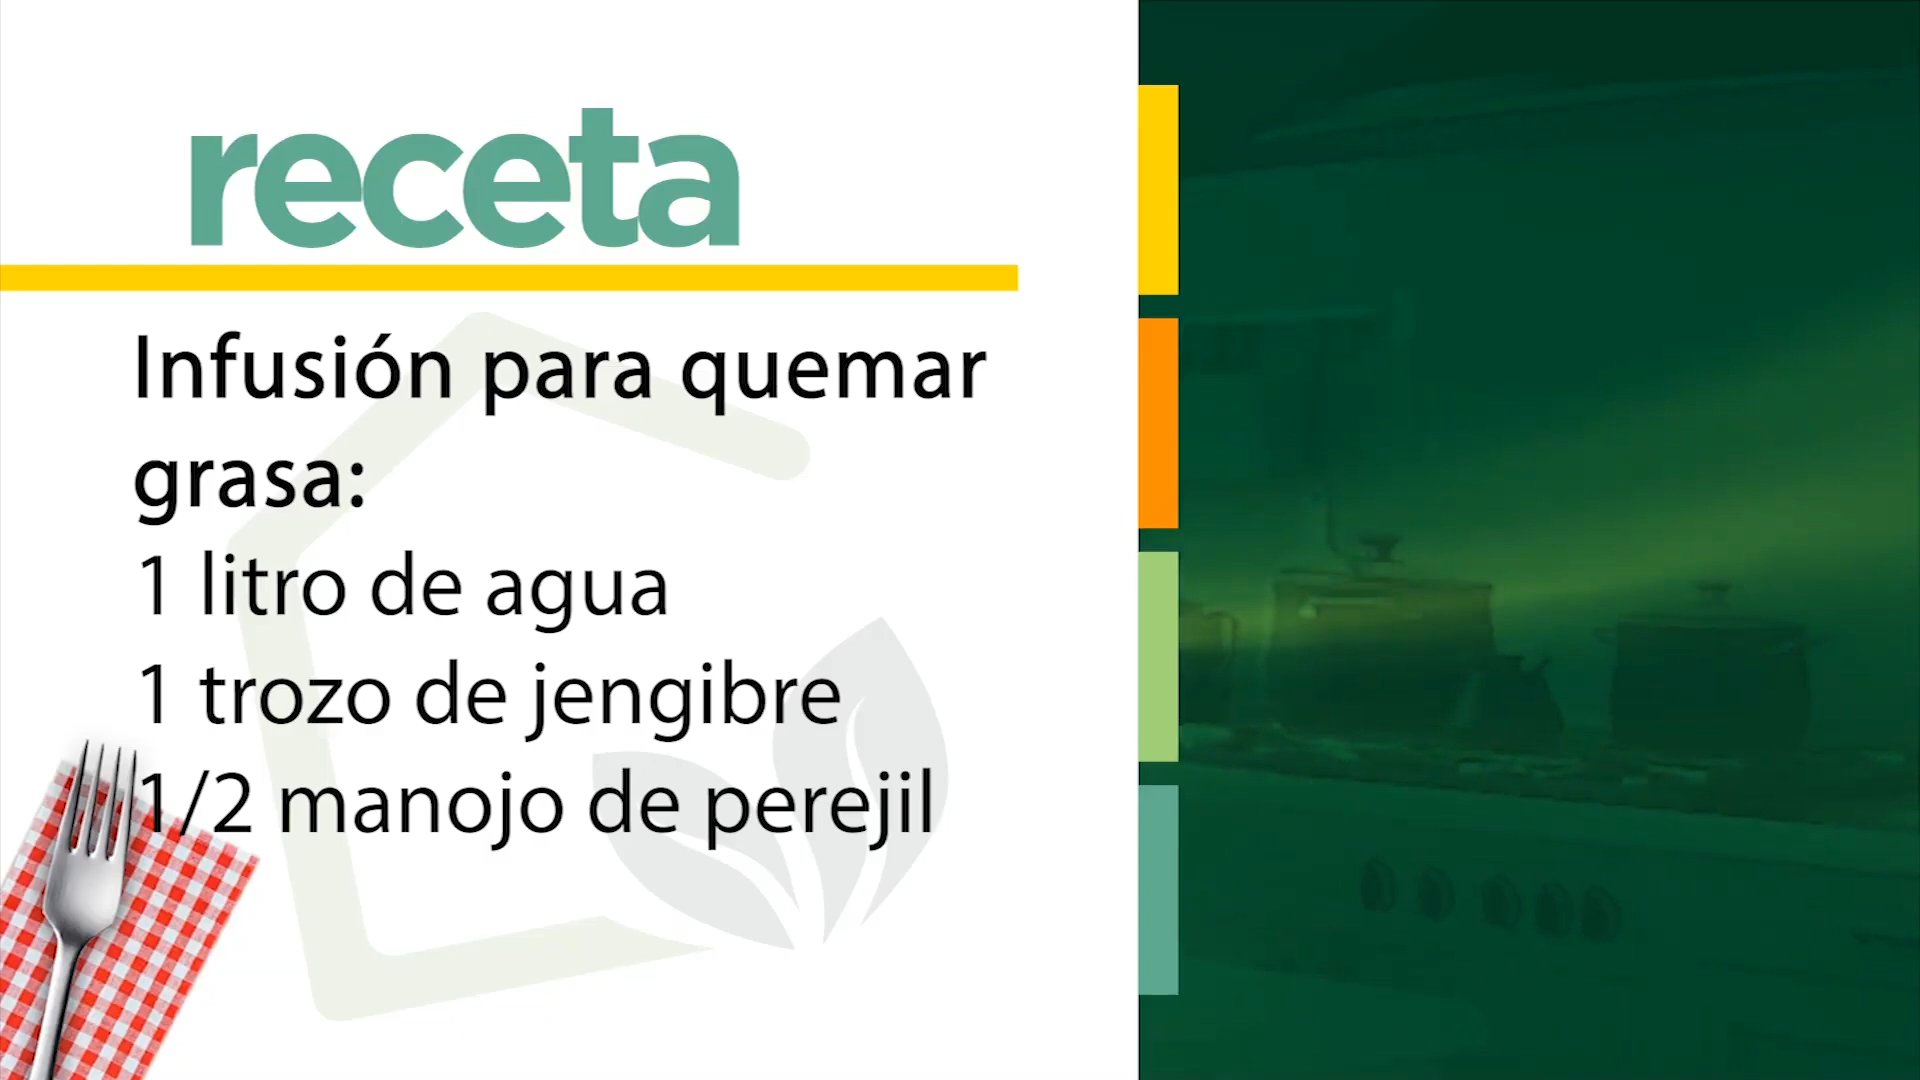 receta
Infusión para quemar
grasa:
1 litro de agua
1 trozo de jengibre
1/2 manojo de perejil